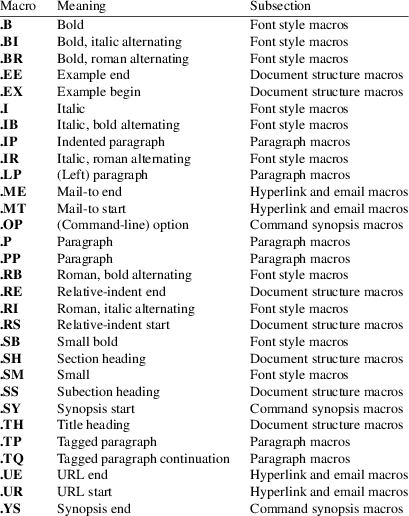 Macro Meaning Subsection
.B Bold Font style macros
.BI Bold, italic alternating Font style macros
.BR Bold, roman alternating Font style macros
.EE Example end Document structure macros
.EX Example begin Document structure macros
.I Italic Font style macros
.IB Italic, bold alternating Font style macros
.IP Indented paragraph Paragraph macros
.IR Italic, roman alternating Font style macros
.LP (Left) paragraph Paragraph macros
.ME Mail-to end Hyperlink and email macros
.MT Mail-to start Hyperlink and email macros
.OP (Command-line) option Command synopsis macros
.P Paragraph Paragraph macros
.PP Paragraph Paragraph macros
.RB Roman, bold alternating Font style macros
.RE Relative-indent end Document structure macros
.RI Roman, italic alternating Font style macros
.RS Relative-indent start Document structure macros
.SB Small bold Font style macros
.SH Section heading Document structure macros
.SM Small Font style macros
.SS Subection heading Document structure macros
.SY Synopsis start Command synopsis macros
.TH Title heading Document structure macros
.TP Tagged paragraph Paragraph macros
.TQ Tagged paragraph continuation Paragraph macros
.UE URL end Hyperlink and email macros
.UR URL start Hyperlink and email macros
.YS Synopsis end Command synopsis macros